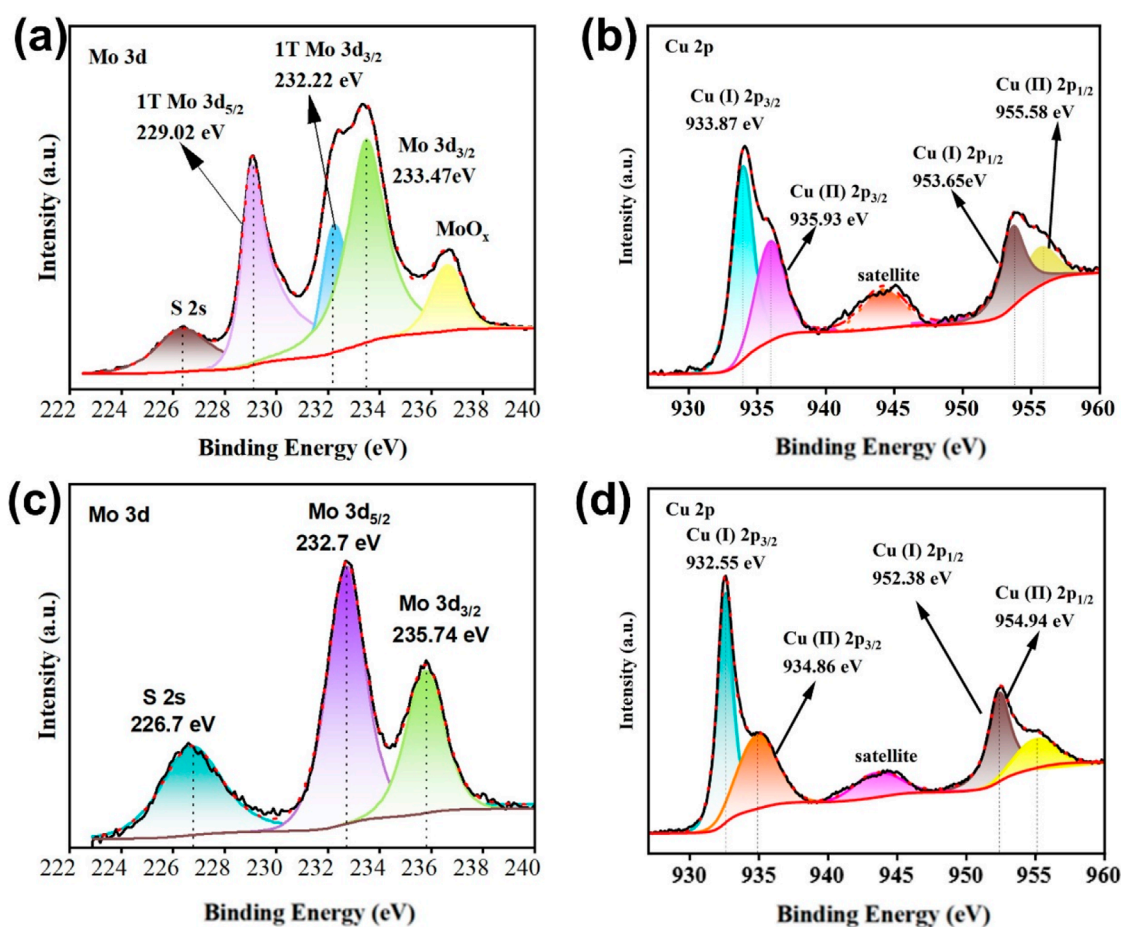 (a)
Mo 3d
1T Mo 3d3/2
232.22 eV
1T Mo 3d5/2
229.02 eV
Mo 3d3/2
233.47eV
MoOx
S 2s
Intensity (a.u.)
222 224 226 228 230 232 234 236 238 240
Binding Energy (eV)
(b)
Cu 2p
Cu (I) 2p3/2
933.87 eV
Cu (II) 2p3/2
935.93 eV
satellite
Cu (I) 2p1/2
953.65eV
Cu (II) 2p1/2
955.58 eV
Intensity (a.u.)
930 935 940 945 950 955 960
Binding Energy (eV)
(c)
Mo 3d
Mo 3d5/2
232.7 eV
Mo 3d3/2
235.74 eV
S 2s
226.7 eV
Intensity (a.u.)
222 224 226 228 230 232 234 236 238 240
Binding Energy (eV)
(d)
Cu 2p
Cu (I) 2p3/2
932.55 eV
Cu (II) 2p3/2
934.86 eV
satellite
Cu (I) 2p1/2
952.38 eV
Cu (II) 2p1/2
954.94 eV
Intensity (a.u.)
930 935 940 945 950 955 960
Binding Energy (eV)